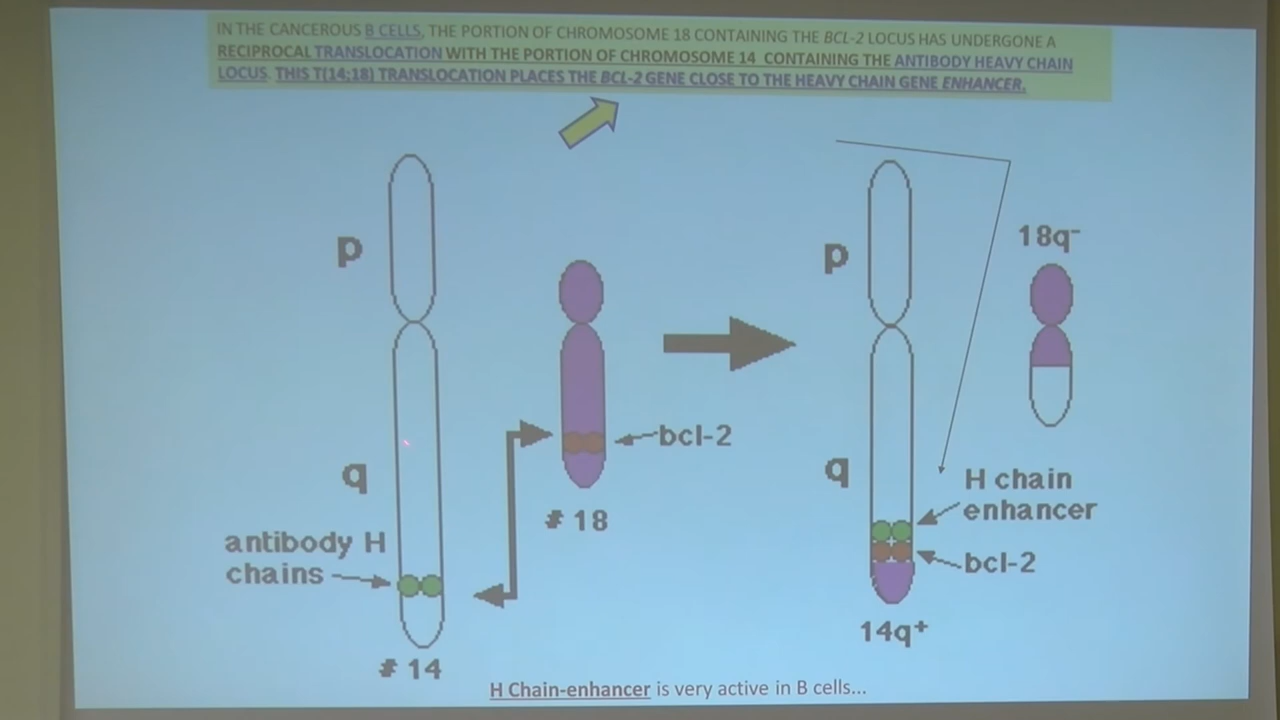 IN THE CANCEROUS B CELLS, THE PORTION OF CHROMOSOME 18 CONTAINING THE BCL-2 LOCUS HAS UNDERGONE A
RECIPROCAL TRANSLOCATION WITH THE PORTION OF CHROMOSOME 14 CONTAINING THE ANTIBODY HEAVY CHAIN
LOCUS. THIS T(14;18) TRANSLOCATION PLACES THE BCL-2 GENE CLOSE TO THE HEAVY CHAIN GENE ENHANCER.
p
q
antibody H
chains
# 14
bcl-2
# 18
p
q
18q-
H chain
enhancer
bcl-2
14q+
H Chain-enhancer is very active in B cells...